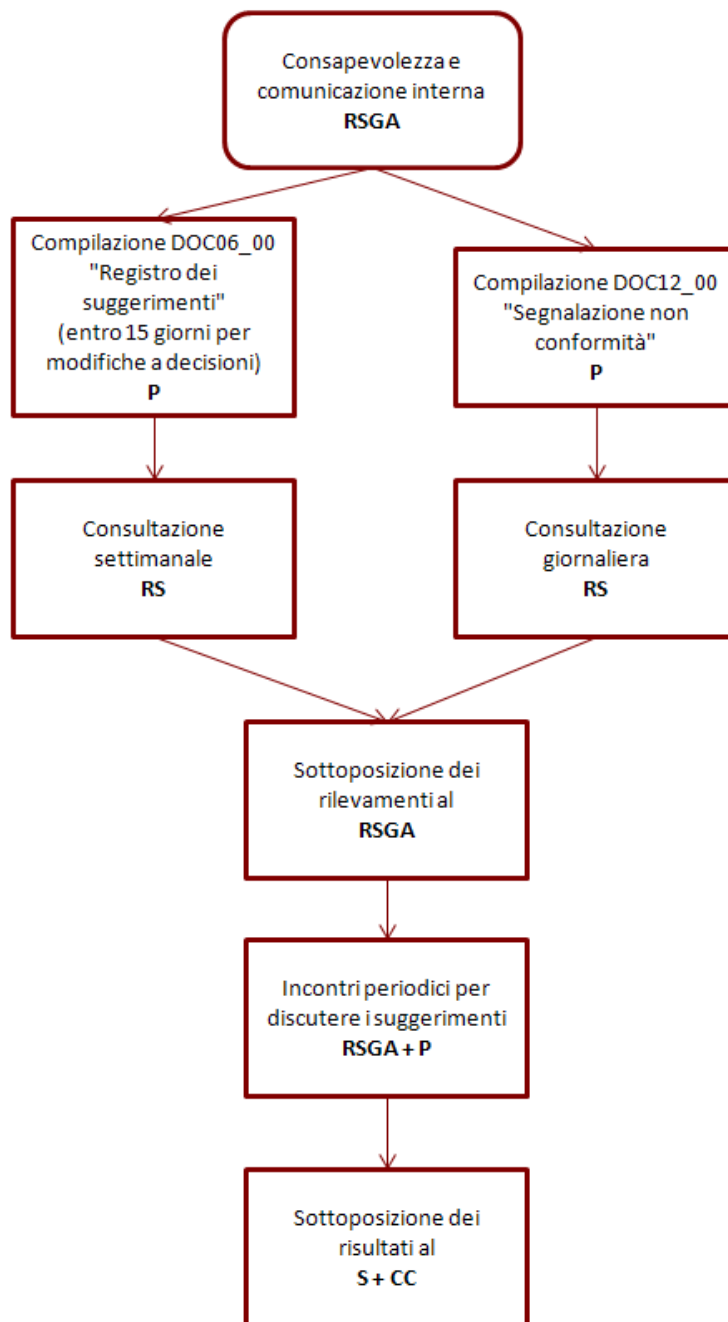 Consapevolezza e
comunicazione interna
RSGA
Compilazione DOC06_00
"Registro dei
suggerimenti"
(entro 15 giorni per
modifiche a decisioni)
P
Compilazione DOC12_00
"Segnalazione non
conformità"
P
Consultazione
settimanale
RS
Consultazione
giornaliera
RS
Sottoposizione dei
rilevamenti al
RSGA
Incontri periodici per
discutere i suggerimenti
RSGA + P
Sottoposizione dei
risultati al
S + CC